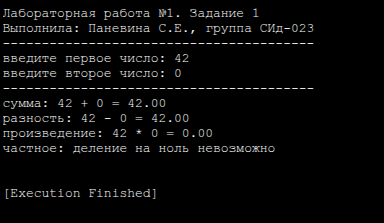 Лабораторная работа №1. Задание 1
Выполнила: Паневина С.Е., группа СИд-023
---------------------------------------
введите первое число: 42
введите второе число: 0
---------------------------------------
сумма: 42 + 0 = 42.00
разность: 42 - 0 = 42.00
произведение: 42 * 0 = 0.00
частное: деление на ноль невозможно
[Execution Finished]